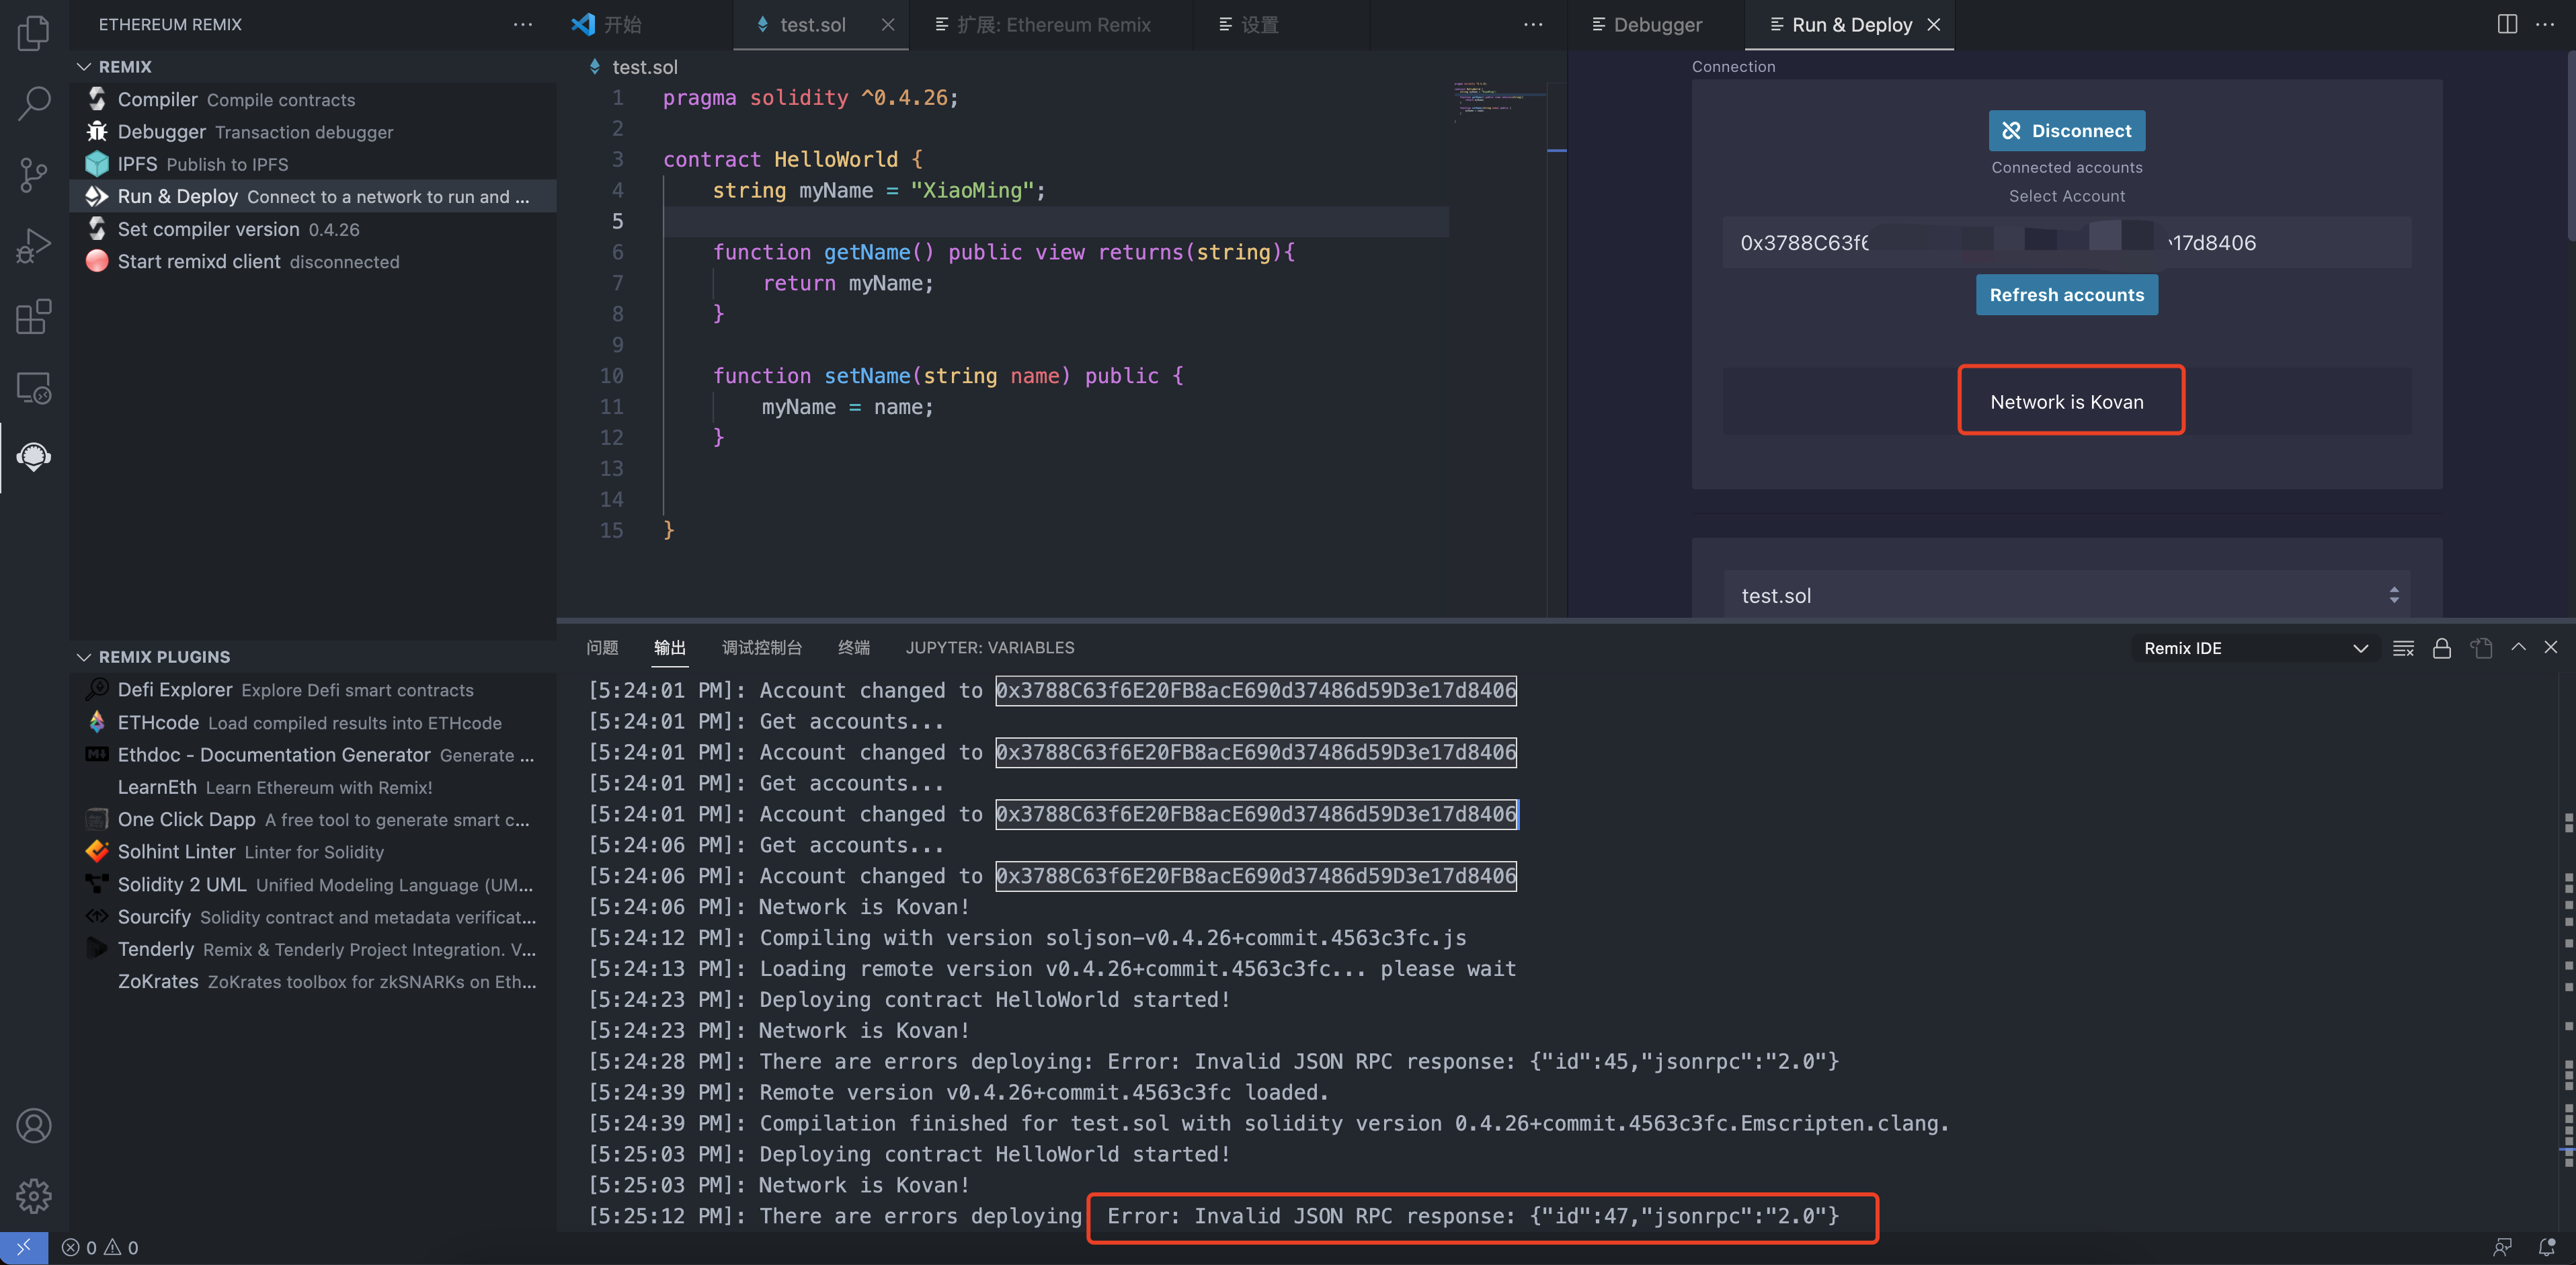 ETHEREUM REMIX
REMIX
Compiler Compile contracts
Debugger Transaction debugger
IPFS Publish to IPFS
Run & Deploy Connect to a network to run and ...
Set compiler version 0.4.26
Start remixd client disconnected
REMIX PLUGINS
Defi Explorer Explore Defi smart contracts
ETHcode Load compiled results into ETHcode
Ethdoc - Documentation Generator Generate ...
LearnEth Learn Ethereum with Remix!
One Click Dapp A free tool to generate smart c...
Solhint Linter Linter for Solidity
Solidity 2 UML Unified Modeling Language (UM...
Sourcify Solidity contract and metadata verificat...
Tenderly Remix & Tenderly Project Integration. V...
ZoKrates ZoKrates toolbox for zkSNARKs on Eth...
开始
test.sol
扩展: Ethereum Remix
设置
test.sol
1 pragma solidity ^0.4.26;
2
3 contract HelloWorld {
4 string myName = "XiaoMing";
5
6 function getName() public view returns(string){
7 return myName;
8 }
9
10 function setName(string name) public {
11 myName = name;
12 }
13
14
15 }
Debugger
Run & Deploy
Connection
Disconnect
Connected accounts
Select Account
0x3788C63f6 17d8406
Refresh accounts
Network is Kovan
test.sol
问题 输出 调试控制台 终端 JUPYTER: VARIABLES
Remix IDE
[5:24:01 PM]: Account changed to 0x3788C63f6E20FB8acE690d37486d59D3e17d8406
[5:24:01 PM]: Get accounts...
[5:24:01 PM]: Account changed to 0x3788C63f6E20FB8acE690d37486d59D3e17d8406
[5:24:01 PM]: Get accounts...
[5:24:01 PM]: Account changed to 0x3788C63f6E20FB8acE690d37486d59D3e17d8406
[5:24:06 PM]: Get accounts...
[5:24:06 PM]: Account changed to 0x3788C63f6E20FB8acE690d37486d59D3e17d8406
[5:24:06 PM]: Network is Kovan!
[5:24:12 PM]: Compiling with version soljson-v0.4.26+commit.4563c3fc.js
[5:24:13 PM]: Loading remote version v0.4.26+commit.4563c3fc... please wait
[5:24:23 PM]: Deploying contract HelloWorld started!
[5:24:23 PM]: Network is Kovan!
[5:24:28 PM]: There are errors deploying: Error: Invalid JSON RPC response: {"id":45,"jsonrpc":"2.0"}
[5:24:39 PM]: Remote version v0.4.26+commit.4563c3fc loaded.
[5:24:39 PM]: Compilation finished for test.sol with solidity version 0.4.26+commit.4563c3fc.Emscripten.clang.
[5:25:03 PM]: Deploying contract HelloWorld started!
[5:25:03 PM]: Network is Kovan!
[5:25:12 PM]: There are errors deploying Error: Invalid JSON RPC response: {"id":47,"jsonrpc":"2.0"}
0 0